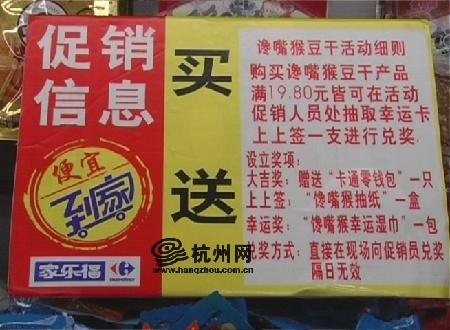 促销
信息
便宜
到家
家乐福
Carrefour
买
送
馋嘴猴豆干活动细则
购买馋嘴猴豆干产品
满19.80元皆可在活动
促销人员处抽取幸运卡
上上签一支进行兑奖
设立奖项:
大吉奖: 赠送“卡通零钱包”一只
上上签: “馋嘴猴抽纸”一盒
幸运奖: “馋嘴猴幸运湿巾”一包
兑奖方式: 直接在现场向促销员兑奖
隔日无效
杭州网
www.hangzhou.com.cn